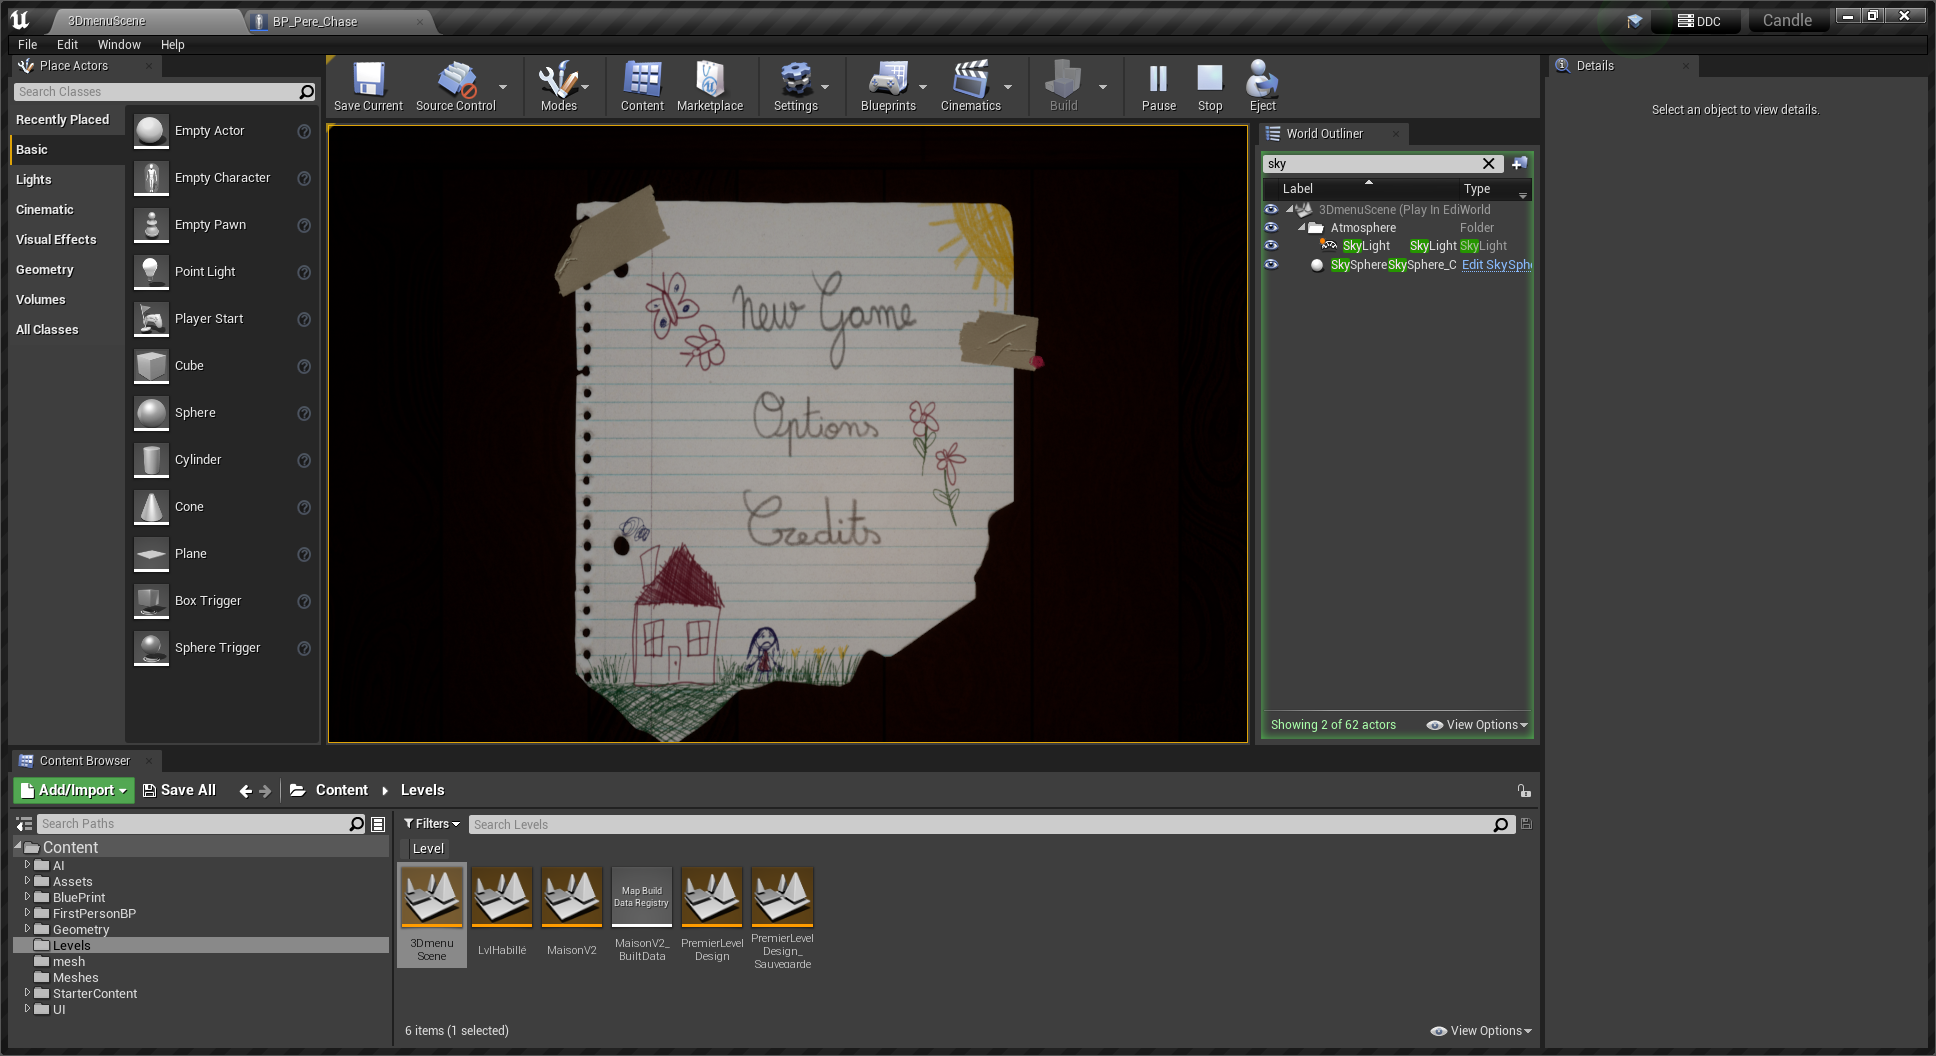 3DmenuScene
BP_Pere_Chase
DDC
Candle
File Edit Window Help
Place Actors
Search Classes
Recently Placed
Basic
Lights
Cinematic
Visual Effects
Geometry
Volumes
All Classes
Empty Actor
Empty Character
Empty Pawn
Point Light
Player Start
Cube
Sphere
Cylinder
Cone
Plane
Box Trigger
Sphere Trigger
Save Current
Source Control
Modes
Content
Marketplace
Settings
Blueprints
Cinematics
Build
Pause
Stop
Eject
New Game
Options
Credits
World Outliner
sky
Label Type
3DmenuScene (Play In Edi World
Atmosphere Folder
SkyLight SkyLight SkyLight
SkySphere SkySphere_C Edit SkySphe
Showing 2 of 62 actors
View Options
Details
Select an object to view details.
Content Browser
Add/Import
Save All
Content
Levels
Search Paths
Content
AI
Assets
BluePrint
FirstPersonBP
Geometry
Levels
mesh
Meshes
StarterContent
UI
Filters
Search Levels
Level
3Dmenu
Scene
LvlHabillé
MaisonV2
Map Build
Data Registry
MaisonV2_
BuiltData
PremierLevel
Design
PremierLevel
Design_
Sauvegarde
6 items (1 selected)
View Options